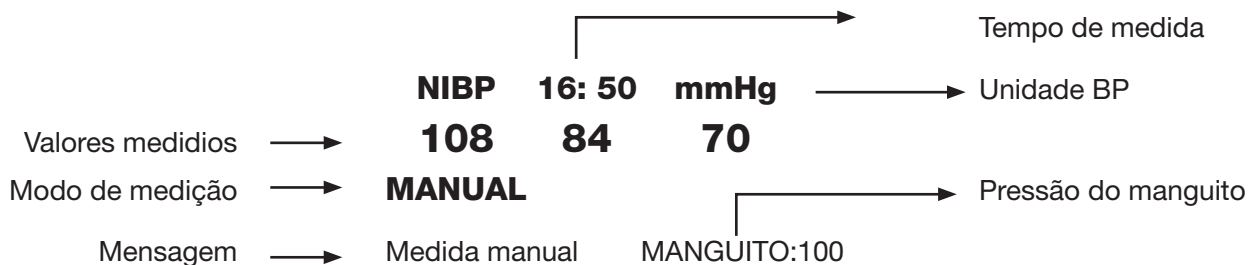 Tempo de medida
NIBP 16: 50 mmHg Unidade BP
Valores medidios 108 84 70
Modo de medição MANUAL Pressão do manguito
Mensagem Medida manual MANGUITO:100